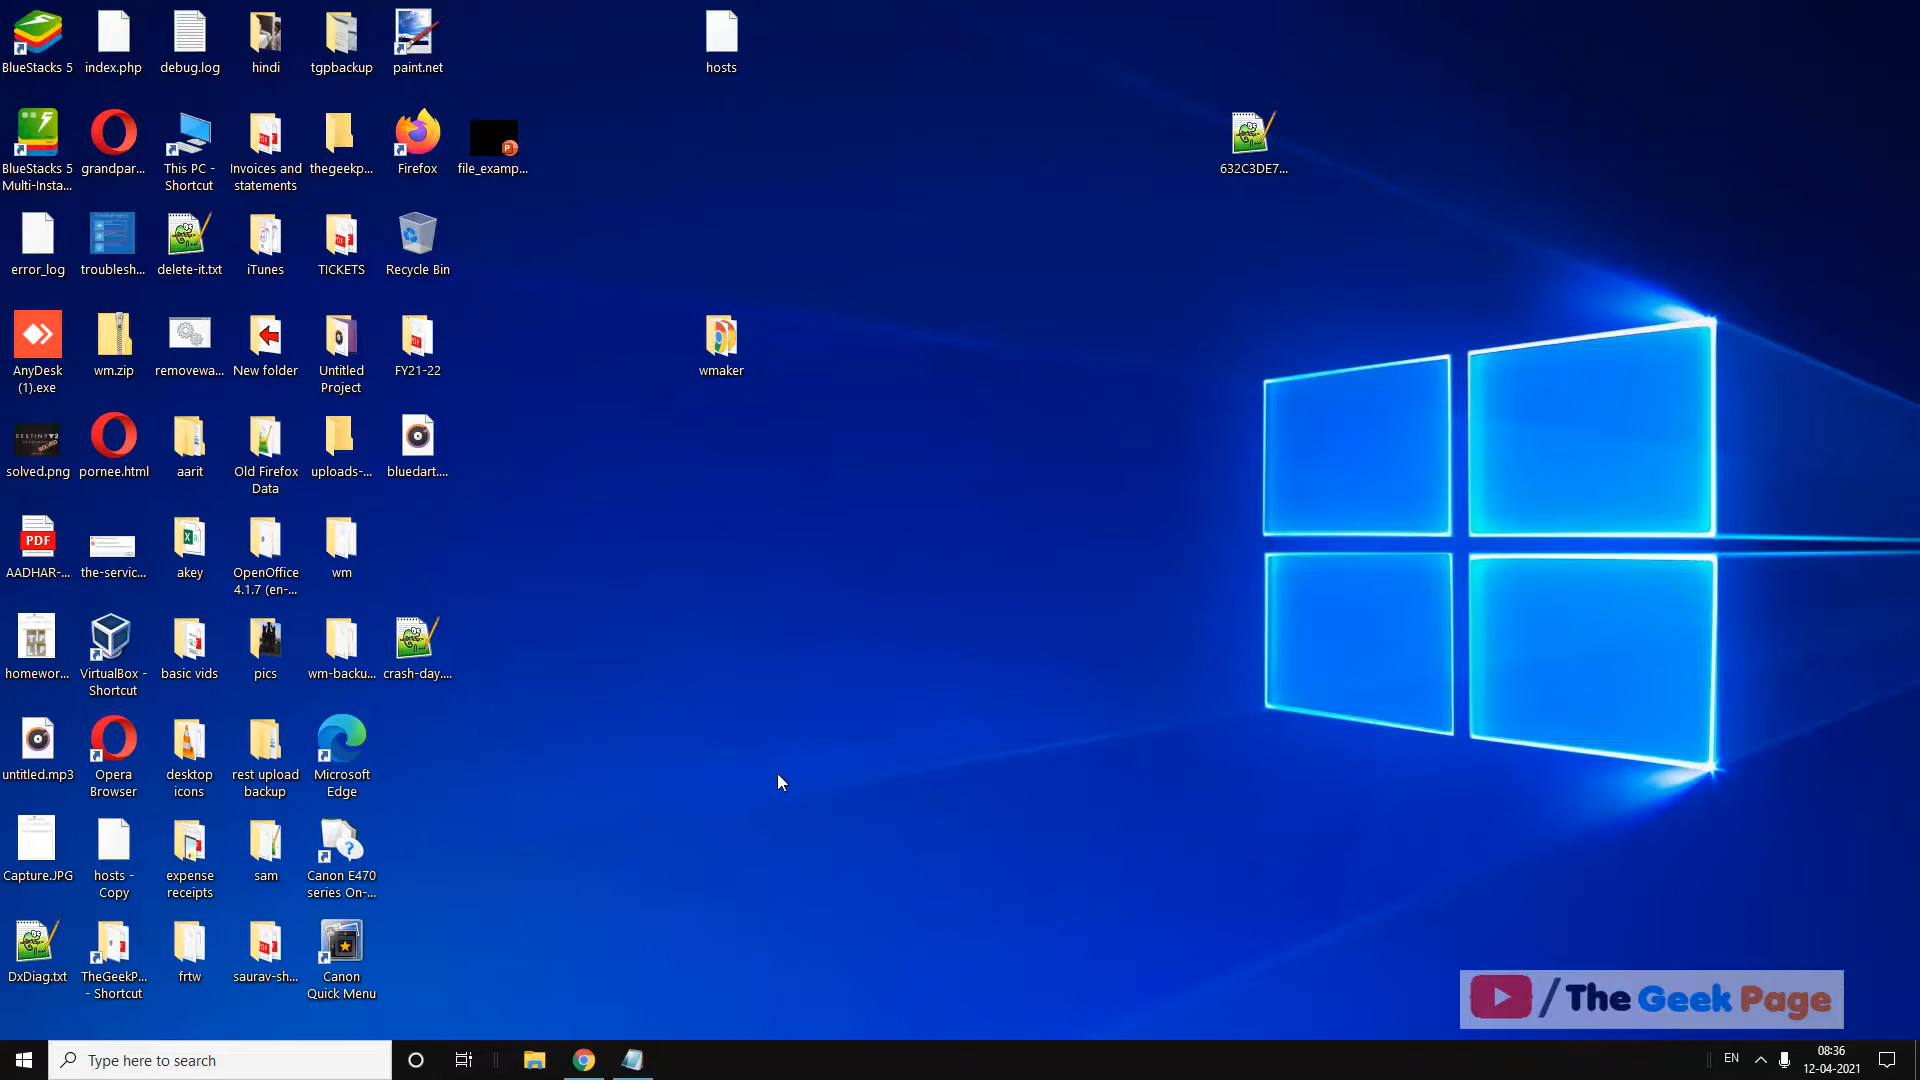 BlueStacks 5
index.php
debug.log
hindi
tgpbackup
paint.net
hosts
BlueStacks 5
Multi-Insta...
grandpar...
This PC -
Shortcut
Invoices and
statements
thegeekp...
Firefox
P
file_examp...
632C3DE7...
error_log
troublesh...
delete-it.txt
iTunes
TICKETS
Recycle Bin
AnyDesk
(1).exe
wm.zip
removewa...
New folder
Untitled
Project
FY21-22
wmaker
solved.png
pornee.html
aarit
Old Firefox
Data
uploads-...
bluedart....
PDF
AADHAR-...
the-servic...
akey
OpenOffice
4.1.7 (en-...
wm
homewor...
VirtualBox -
Shortcut
basic vids
pics
wm-backu...
crash-day....
untitled.mp3
Opera
Browser
desktop
icons
rest upload
backup
Microsoft
Edge
Capture.JPG
hosts -
Copy
expense
receipts
sam
Canon E470
series On-...
DxDiag.txt
TheGeekP...
- Shortcut
frtw
saurav-sh...
Canon
Quick Menu
/ The Geek Page
Type here to search
EN
08:36
12-04-2021